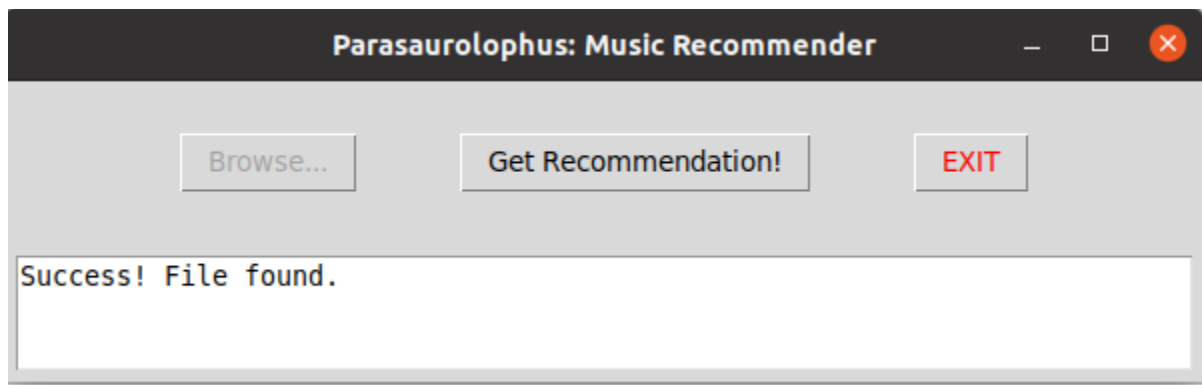 Parasaurolophus: Music Recommender
Browse... Get Recommendation! EXIT
Success! File found.